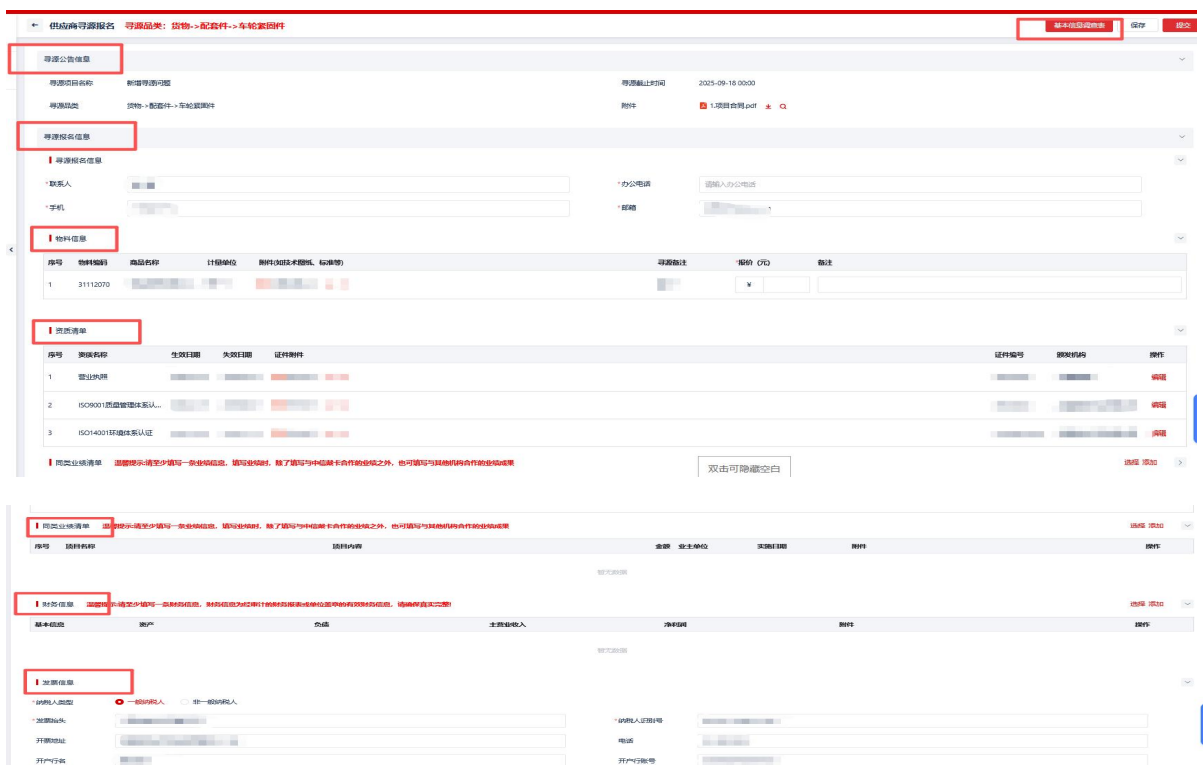 ← 供应商寻源报名 寻源品类：货物->配套件->车轮紧固件 基本信息调查表 保存 提交
寻源公告信息
寻源项目名称 新增寻源问题 寻源截止时间 2025-09-18 00:00
寻源品类 货物->配套件->车轮紧固件 附件 1.项目合同.pdf
寻源报名信息
寻源报名信息
*联系人 *办公电话 请输入办公电话
*手机 *邮箱
物料信息
序号 物料编码 商品名称 计量单位 附件(如技术图纸、标准等) 寻源备注 *报价（元） 备注
1 31112070 ¥
资质清单
序号 资质名称 生效日期 失效日期 证件附件 证件编号 颁发机构 操作
1 营业执照 编辑
2 ISO9001质量管理体系认... 编辑
3 ISO14001环境体系认证 编辑
同类业绩清单 温馨提示:请至少填写一条业绩信息，填写业绩时，除了填写与中信戴卡合作的业绩之外，也可填写与其他机构合作的业绩成果 选择 添加
双击可隐藏空白
同类业绩清单 温馨提示:请至少填写一条业绩信息，填写业绩时，除了填写与中信戴卡合作的业绩之外，也可填写与其他机构合作的业绩成果 选择 添加
序号 项目名称 项目内容 金额 业主单位 实施日期 附件 操作
暂无数据
财务信息 温馨提示:请至少填写一条财务信息，财务信息为经审计的财务报表或单位盖章的有效财务信息，请确保真实完整! 选择 添加
基本信息 资产 负债 主营业收入 净利润 附件 操作
暂无数据
发票信息
*纳税人类型 一般纳税人 非一般纳税人
*发票抬头 *纳税人识别号
开票地址 电话
开户行名 开户行账号